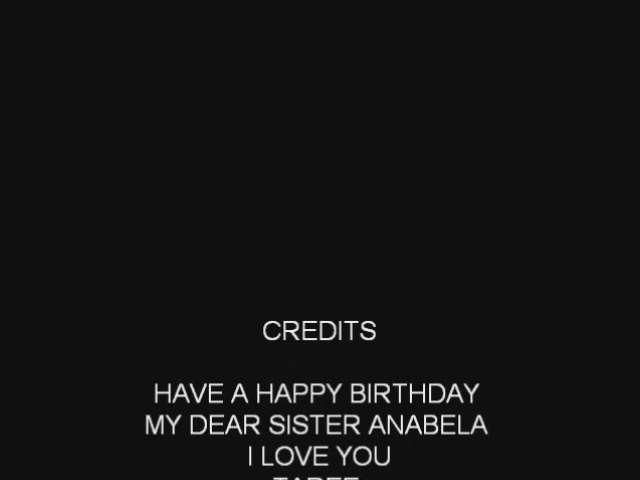 CREDITS
HAVE A HAPPY BIRTHDAY
MY DEAR SISTER ANABELA
I LOVE YOU